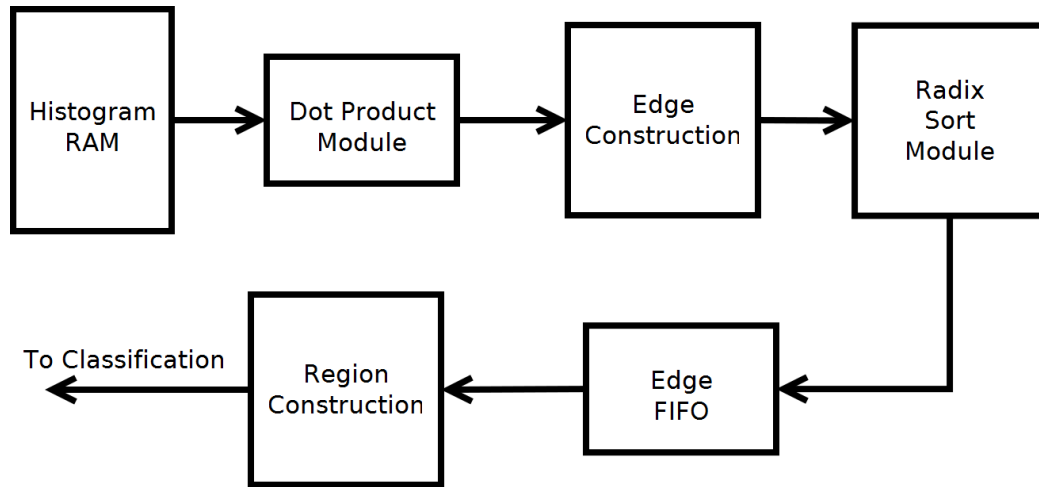 Histogram
RAM
Dot Product
Module
Edge
Construction
Radix
Sort
Module
To Classification
Region
Construction
Edge
FIFO